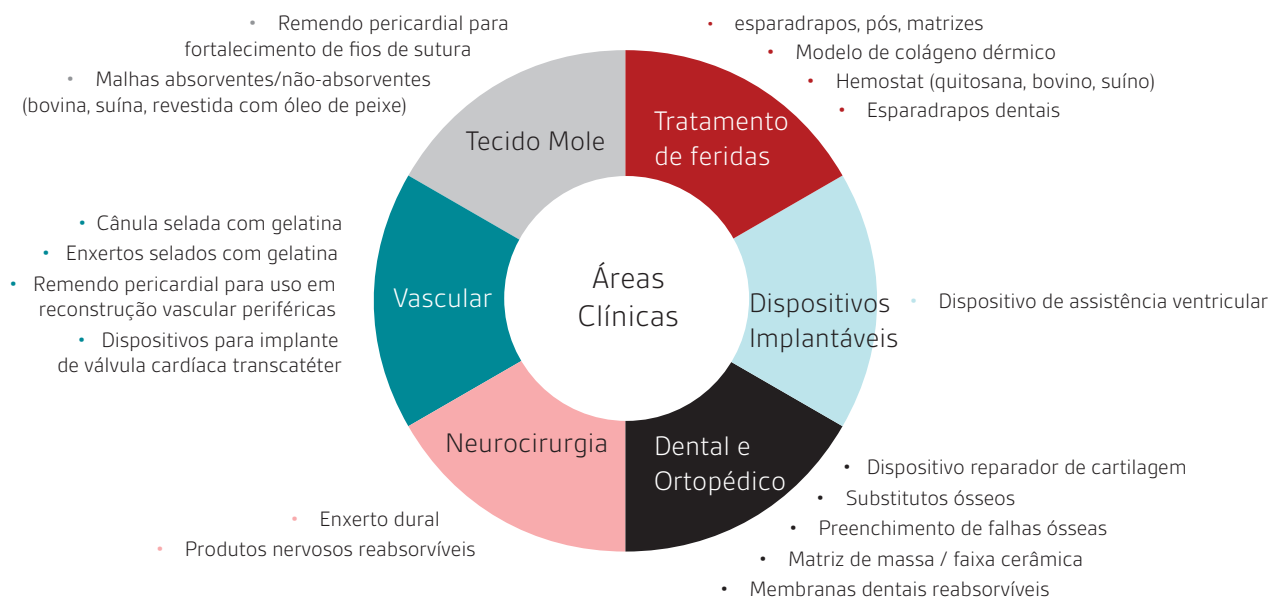 • Remendo pericardial para
fortalecimento de fios de sutura
• Malhas absorventes/não-absorventes
(bovina, suína, revestida com óleo de peixe)
Tecido Mole
• esparadrapos, pós, matrizes
• Modelo de colágeno dérmico
• Hemostat (quitosana, bovino, suíno)
• Esparadrapos dentais
Tratamento
de feridas
• Cânula selada com gelatina
• Enxertos selados com gelatina
• Remendo pericardial para uso em
reconstrução vascular periféricas
• Dispositivos para implante
de válvula cardíaca transcatéter
Vascular
Áreas
Clínicas
Dispositivos
Implantáveis
• Dispositivo de assistência ventricular
Neurocirurgia
• Enxerto dural
• Produtos nervosos reabsorvíveis
Dental e
Ortopédico
• Dispositivo reparador de cartilagem
• Substitutos ósseos
• Preenchimento de falhas ósseas
• Matriz de massa / faixa cerâmica
• Membranas dentais reabsorvíveis